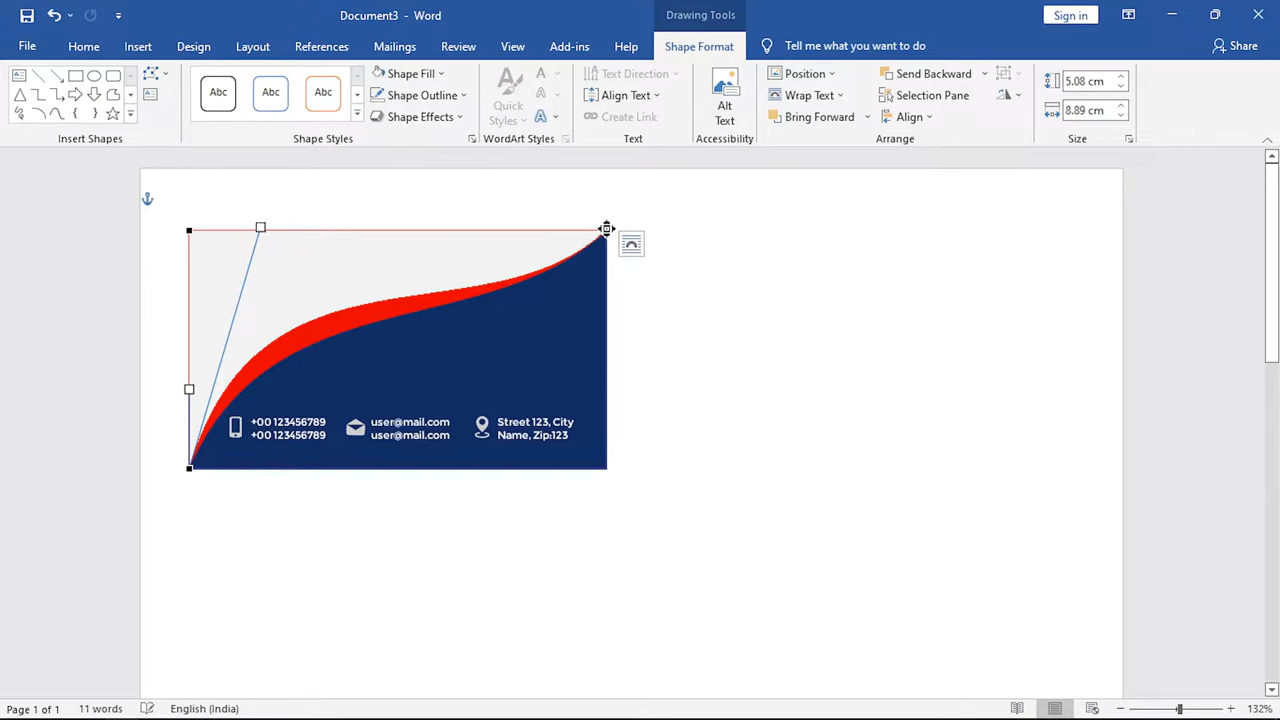 Document3 - Word
Drawing Tools
Sign in
File
Home
Insert
Design
Layout
References
Mailings
Review
View
Add-ins
Help
Shape Format
Tell me what you want to do
Share
Abc
Abc
Abc
Shape Fill
Shape Outline
Shape Effects
Quick
Styles
A
A
A
Text Direction
Align Text
Create Link
Alt
Text
Position
Wrap Text
Bring Forward
Send Backward
Selection Pane
Align
5.08 cm
8.89 cm
Insert Shapes
Shape Styles
WordArt Styles
Text
Accessibility
Arrange
Size
+00 123456789
+00 123456789
user@mail.com
user@mail.com
Street 123, City
Name, Zip:123
Page 1 of 1
11 words
English (India)
132%